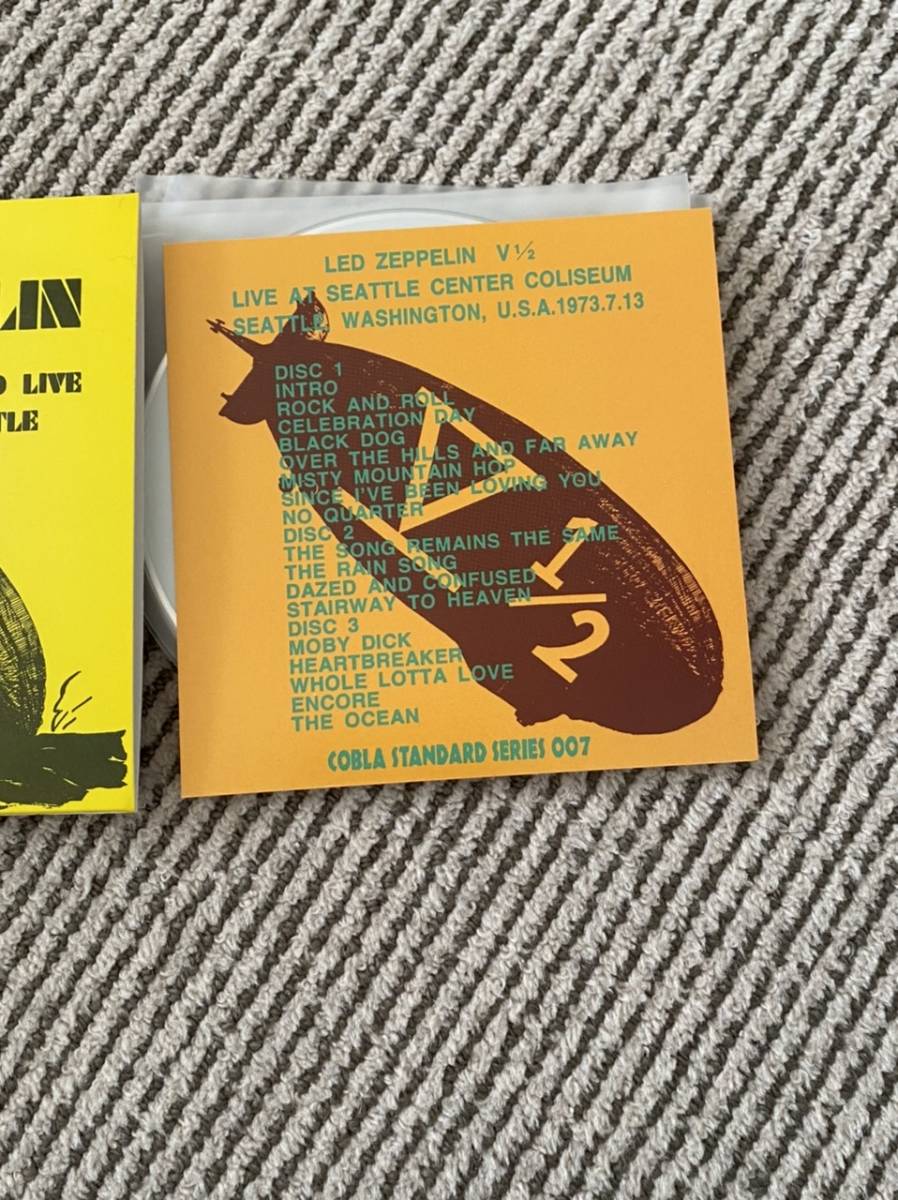 LIN
LIVE
TLE
LED ZEPPELIN V½
LIVE AT SEATTLE CENTER COLISEUM
SEATTLE, WASHINGTON, U.S.A.1973.7.13
DISC 1
INTRO
ROCK AND ROLL
CELEBRATION DAY
BLACK DOG
OVER THE HILLS AND FAR AWAY
MISTY MOUNTAIN HOP
SINCE I'VE BEEN LOVING YOU
NO QUARTER
DISC 2
THE SONG REMAINS THE SAME
THE RAIN SONG
DAZED AND CONFUSED
STAIRWAY TO HEAVEN
DISC 3
MOBY DICK
HEARTBREAKER
WHOLE LOTTA LOVE
ENCORE
THE OCEAN
V 1/2
COBLA STANDARD SERIES 007